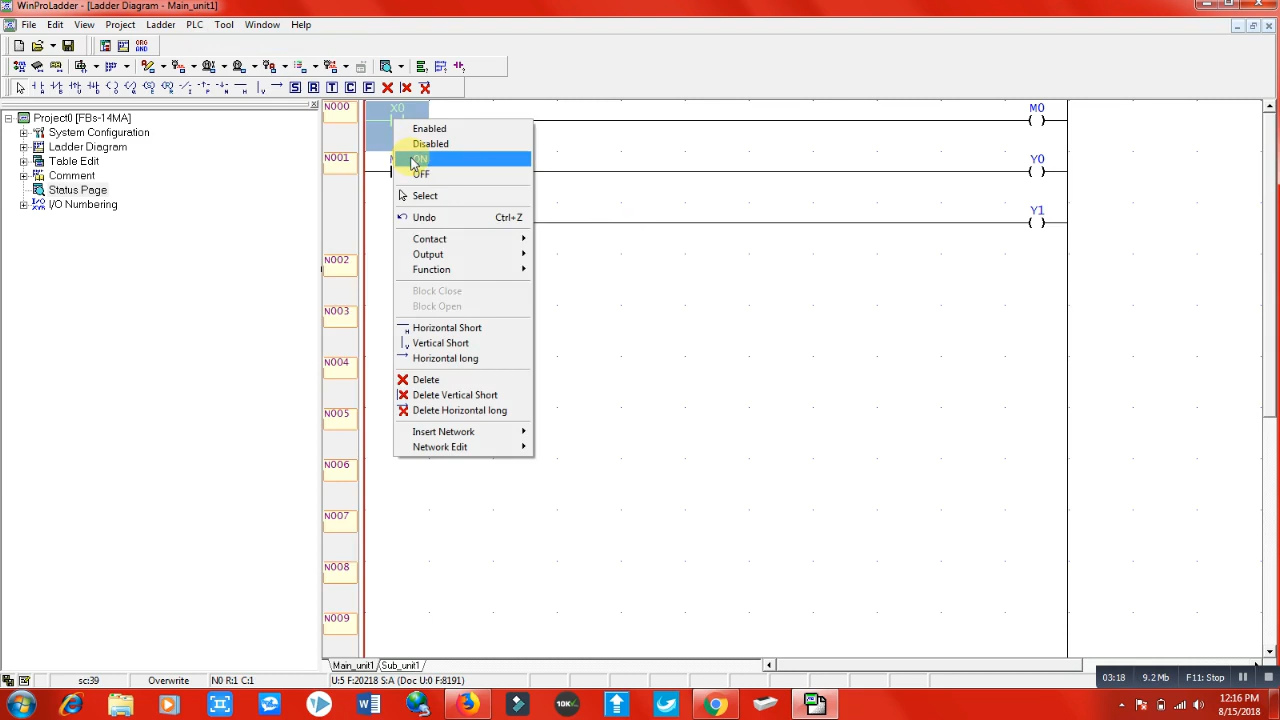 WinProLadder - [Ladder Diagram - Main_unit1]
File Edit View Project Ladder PLC Tool Window Help
ORG
S R T C F
Project0 [FBs-14MA]
System Configuration
Ladder Diagram
Table Edit
Comment
Status Page
I/O Numbering
N000 X0 M0
N001 Y0
Y1
N002
N003
N004
N005
N006
N007
N008
N009
Enabled
Disabled
ON
OFF
Select
Undo Ctrl+Z
Contact
Output
Function
Block Close
Block Open
Horizontal Short
Vertical Short
Horizontal long
Delete
Delete Vertical Short
Delete Horizontal long
Insert Network
Network Edit
Main_unit1 Sub_unit1
sc:39 Overwrite N0 R:1 C:1 U:5 F:20218 S:A (Doc U:0 F:8191)
03:18 9.2Mb F11: Stop
10K
12:16 PM
8/15/2018